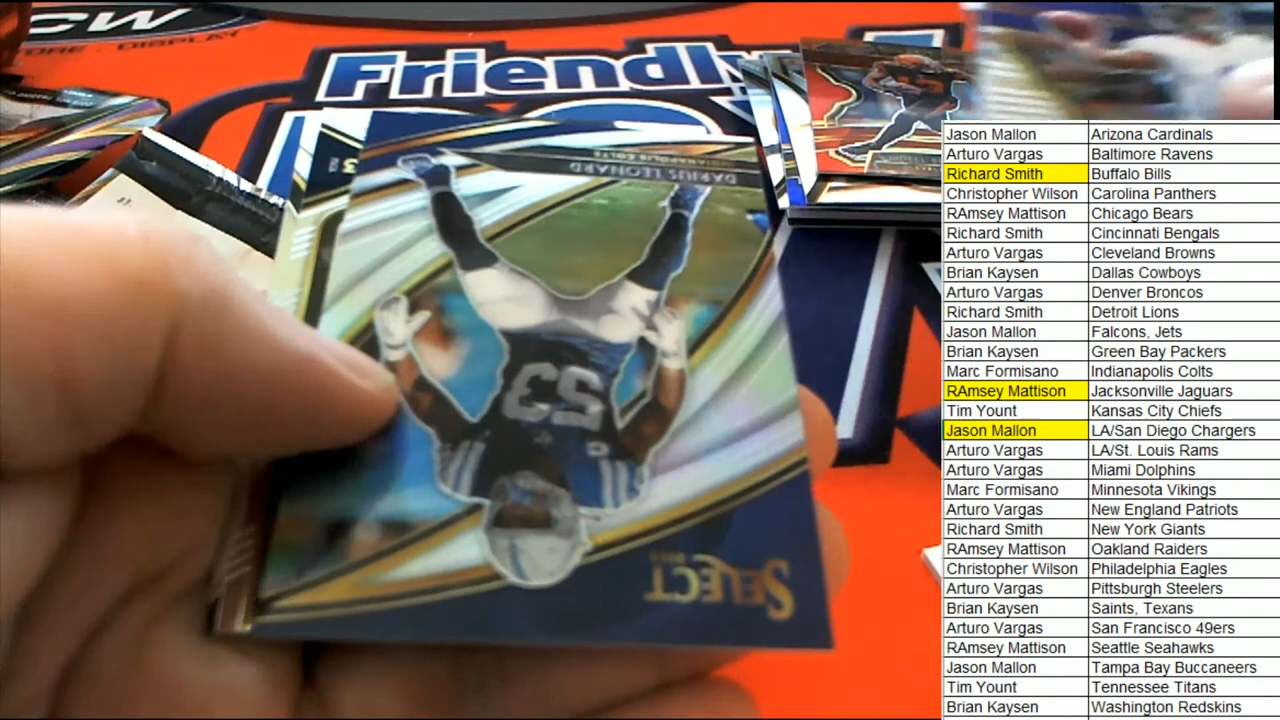 CW
STORE · DISPLAY
Friendly
DARIUS LEONARD
INDIANAPOLIS COLTS
53
SELECT
Jason Mallon Arizona Cardinals
Arturo Vargas Baltimore Ravens
Richard Smith Buffalo Bills
Christopher Wilson Carolina Panthers
RAmsey Mattison Chicago Bears
Richard Smith Cincinnati Bengals
Arturo Vargas Cleveland Browns
Brian Kaysen Dallas Cowboys
Arturo Vargas Denver Broncos
Richard Smith Detroit Lions
Jason Mallon Falcons, Jets
Brian Kaysen Green Bay Packers
Marc Formisano Indianapolis Colts
RAmsey Mattison Jacksonville Jaguars
Tim Yount Kansas City Chiefs
Jason Mallon LA/San Diego Chargers
Arturo Vargas LA/St. Louis Rams
Arturo Vargas Miami Dolphins
Marc Formisano Minnesota Vikings
Arturo Vargas New England Patriots
Richard Smith New York Giants
RAmsey Mattison Oakland Raiders
Christopher Wilson Philadelphia Eagles
Arturo Vargas Pittsburgh Steelers
Brian Kaysen Saints, Texans
Arturo Vargas San Francisco 49ers
RAmsey Mattison Seattle Seahawks
Jason Mallon Tampa Bay Buccaneers
Tim Yount Tennessee Titans
Brian Kaysen Washington Redskins